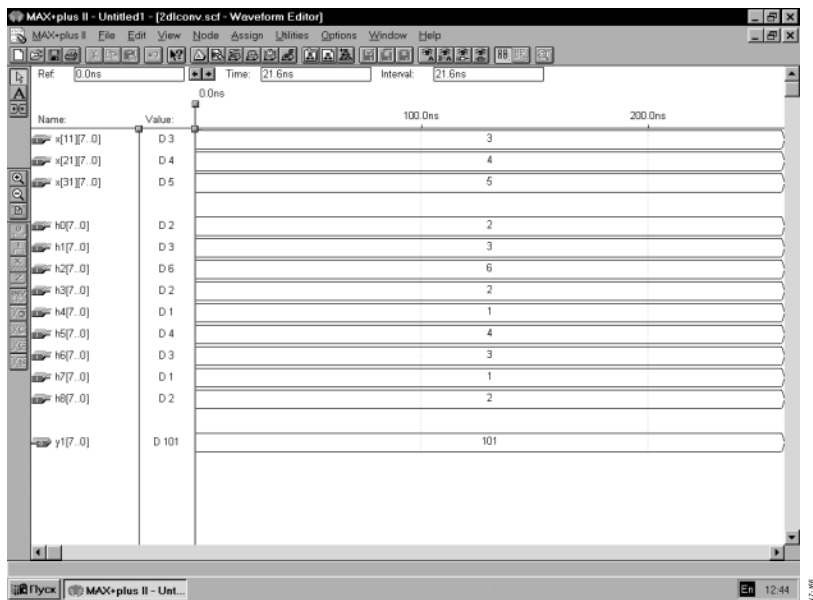 MAX+plus II - Untitled1 - [2dlconv.scf - Waveform Editor]
MAX+plus II File Edit View Node Assign Utilities Options Window Help
Ref: 0.0ns Time: 21.6ns Interval: 21.6ns
0.0ns
Name: Value: 100.0ns 200.0ns
x[11][7..0] D 3 3
x[21][7..0] D 4 4
x[31][7..0] D 5 5
h0[7..0] D 2 2
h1[7..0] D 3 3
h2[7..0] D 6 6
h3[7..0] D 2 2
h4[7..0] D 1 1
h5[7..0] D 4 4
h6[7..0] D 3 3
h7[7..0] D 1 1
h8[7..0] D 2 2
y1[7..0] D 101 101
Пуск MAX+plus II - Unt... En 12:44